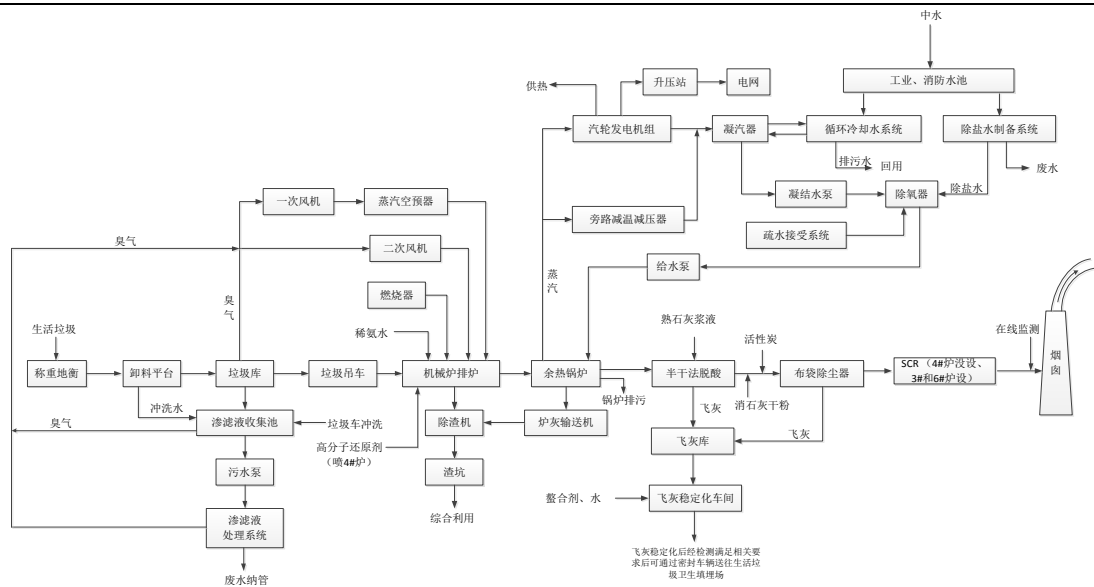 中水
工业、消防水池
供热
升压站
电网
汽轮发电机组
凝汽器
循环冷却水系统
除盐水制备系统
排污水
回用
废水
一次风机
蒸汽空预器
凝结水泵
除氧器
除盐水
旁路减温减压器
疏水接受系统
臭气
二次风机
给水泵
蒸汽
燃烧器
臭气
熟石灰浆液
在线监测
生活垃圾
稀氨水
活性炭
烟囱
称重地衡
卸料平台
垃圾库
垃圾吊车
机械炉排炉
余热锅炉
半干法脱酸
布袋除尘器
SCR（4#炉没设、
3#和6#炉设）
锅炉排污
消石灰干粉
冲洗水
飞灰
臭气
渗滤液收集池
垃圾车冲洗
除渣机
炉灰输送机
飞灰库
飞灰
高分子还原剂
（喷4#炉）
污水泵
渣坑
螯合剂、水
飞灰稳定化车间
综合利用
渗滤液
处理系统
飞灰稳定化后经检测满足相关要
求后可通过密封车辆送往生活垃
圾卫生填埋场
废水纳管